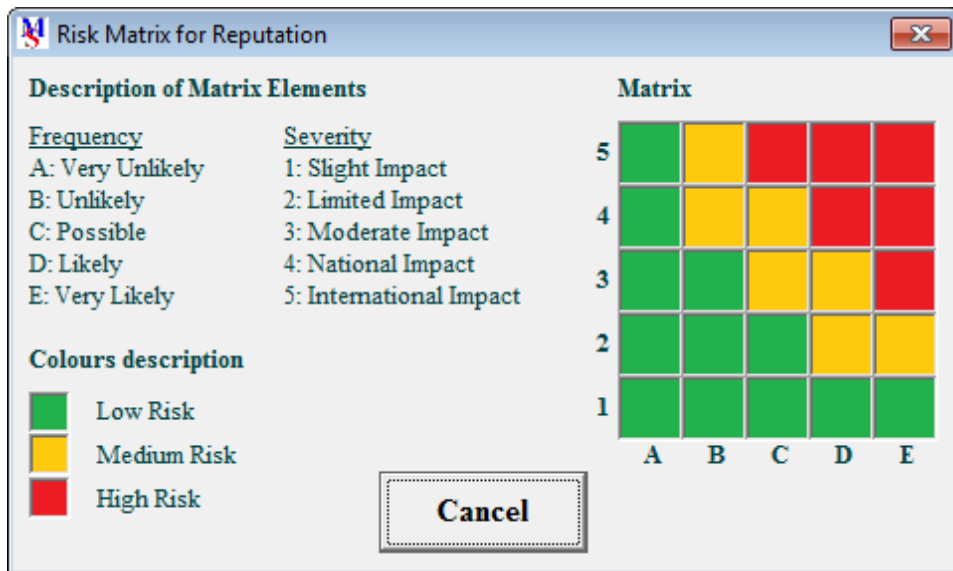 Risk Matrix for Reputation
Description of Matrix Elements
Frequency
A: Very Unlikely
B: Unlikely
C: Possible
D: Likely
E: Very Likely
Severity
1: Slight Impact
2: Limited Impact
3: Moderate Impact
4: National Impact
5: International Impact
Colours description
Low Risk
Medium Risk
High Risk
Matrix
5
4
3
2
1
A B C D E
Cancel